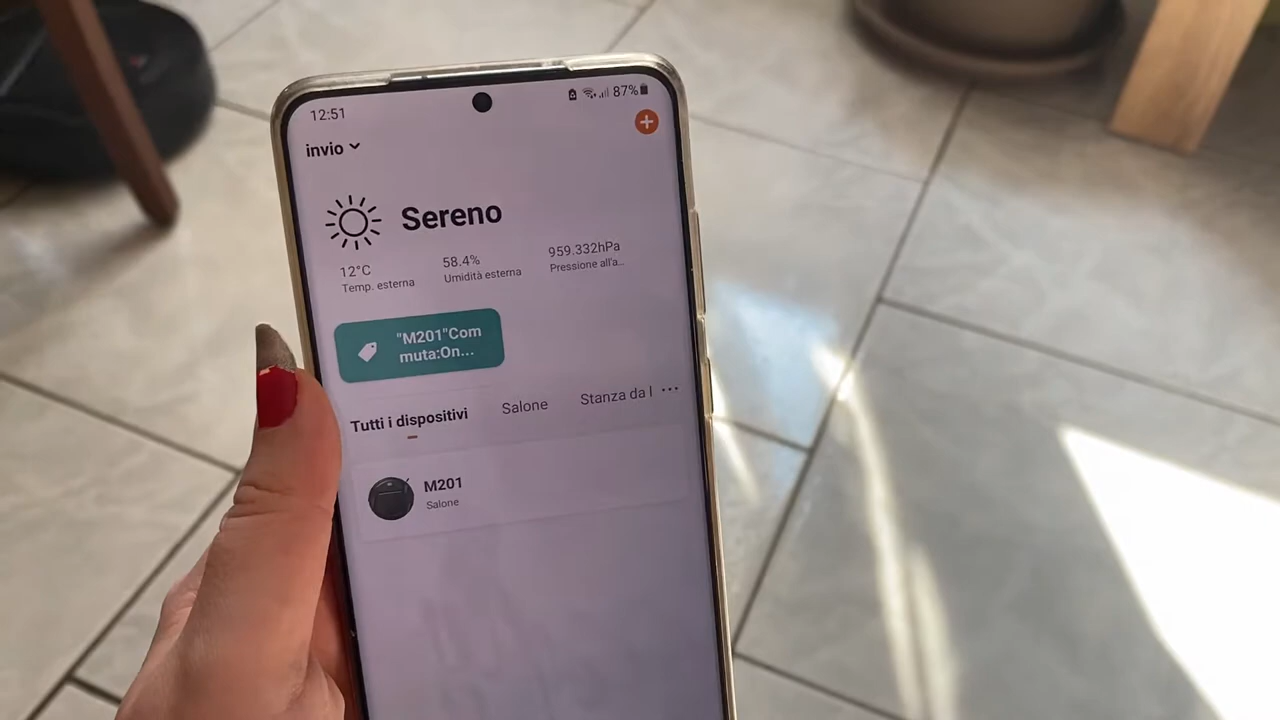 12:51
87%
invio
Sereno
12°C
58.4%
959.332hPa
Temp. esterna
Umidità esterna
Pressione all'a...
"M201"Com
muta:On...
Tutti i dispositivi
Salone
Stanza da l
M201
Salone